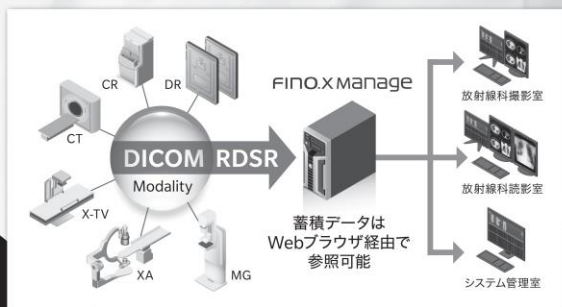 CR
DR
CT
DICOM RDSR
Modality
X-TV
XA
MG
FINO.XManage
蓄積データは
Webブラウザ経由で
参照可能
放射線科撮影室
放射線科読影室
システム管理室